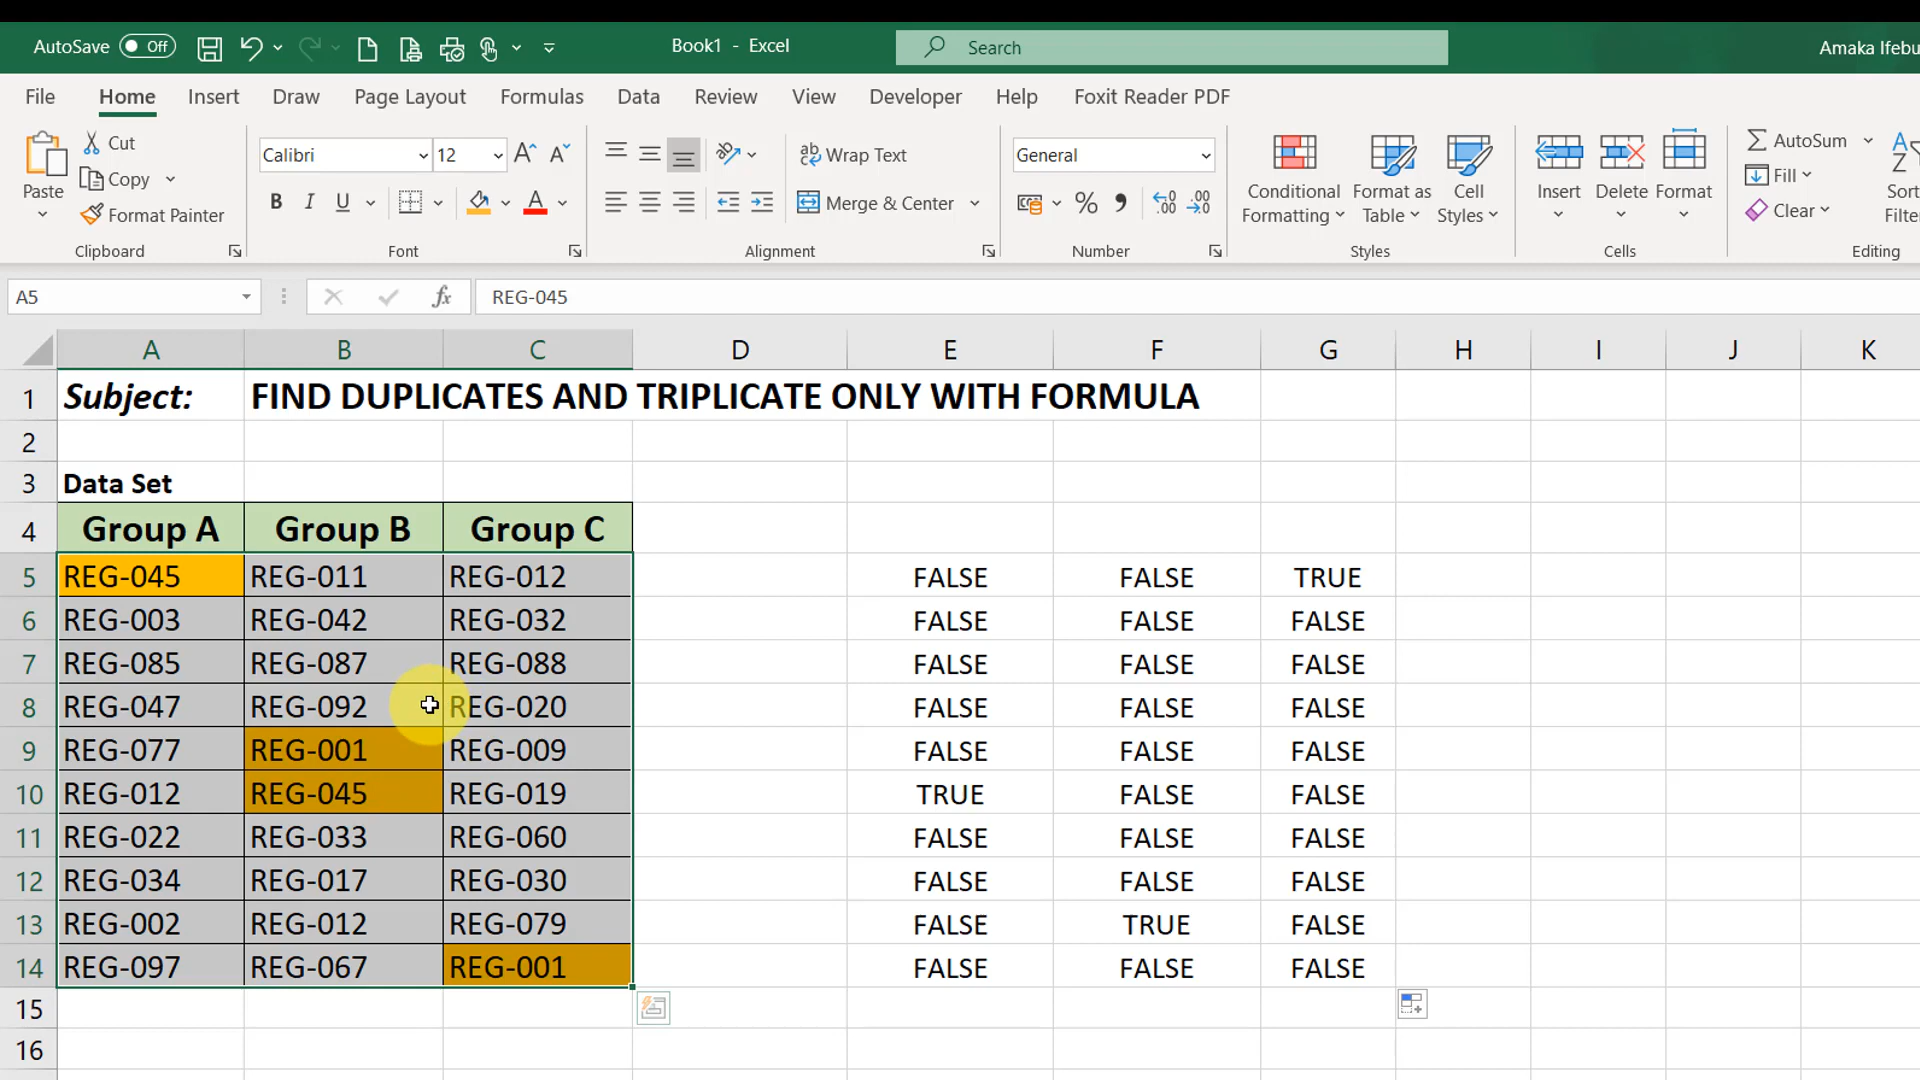 AutoSave Off Book1 - Excel Search Amaka Ifebu
File Home Insert Draw Page Layout Formulas Data Review View Developer Help Foxit Reader PDF
Paste Cut Copy Format Painter Clipboard
Calibri 12 B I U Font
Wrap Text Merge & Center Alignment
General % Number
Conditional Formatting Format as Table Cell Styles Styles
Insert Delete Format Cells
AutoSum Fill Clear Sort Filte Editing
A5 fx REG-045
A B C D E F G H I J K
1 Subject: FIND DUPLICATES AND TRIPLICATE ONLY WITH FORMULA
2
3 Data Set
4 Group A Group B Group C
5 REG-045 REG-011 REG-012 FALSE FALSE TRUE
6 REG-003 REG-042 REG-032 FALSE FALSE FALSE
7 REG-085 REG-087 REG-088 FALSE FALSE FALSE
8 REG-047 REG-092 REG-020 FALSE FALSE FALSE
9 REG-077 REG-001 REG-009 FALSE FALSE FALSE
10 REG-012 REG-045 REG-019 TRUE FALSE FALSE
11 REG-022 REG-033 REG-060 FALSE FALSE FALSE
12 REG-034 REG-017 REG-030 FALSE FALSE FALSE
13 REG-002 REG-012 REG-079 FALSE TRUE FALSE
14 REG-097 REG-067 REG-001 FALSE FALSE FALSE
15
16